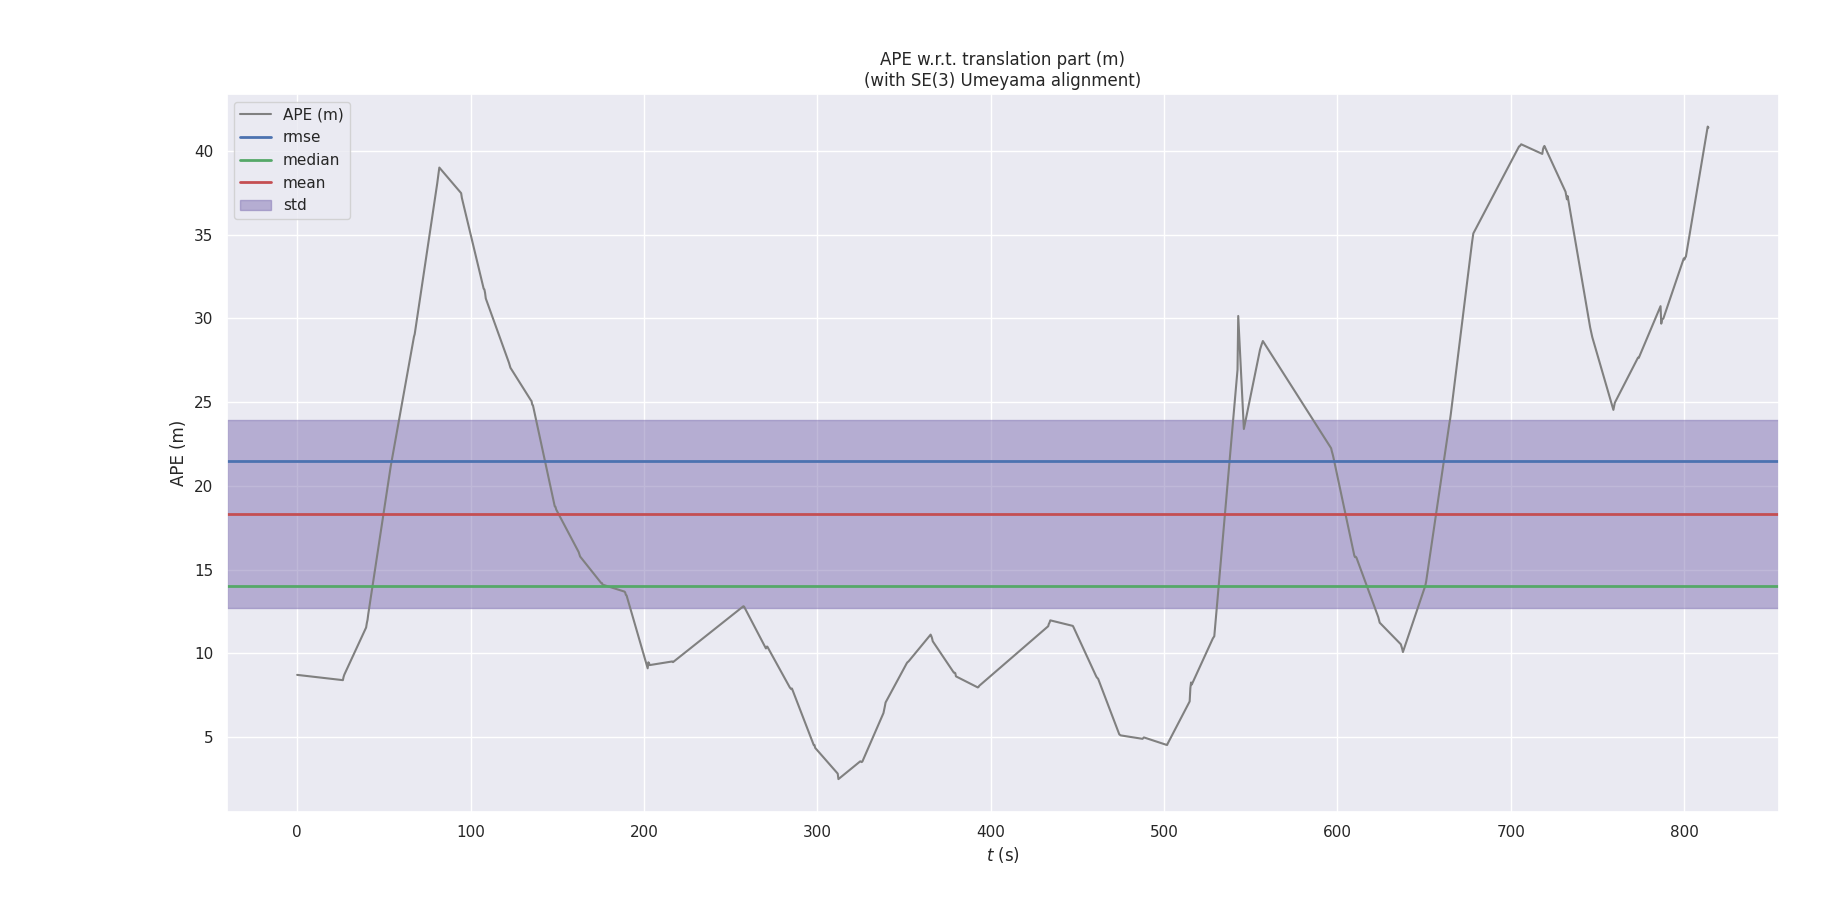 APE w.r.t. translation part (m)
(with SE(3) Umeyama alignment)
APE (m)
rmse
median
mean
std
APE (m)
40
35
30
25
20
15
10
5
0 100 200 300 400 500 600 700 800
t (s)